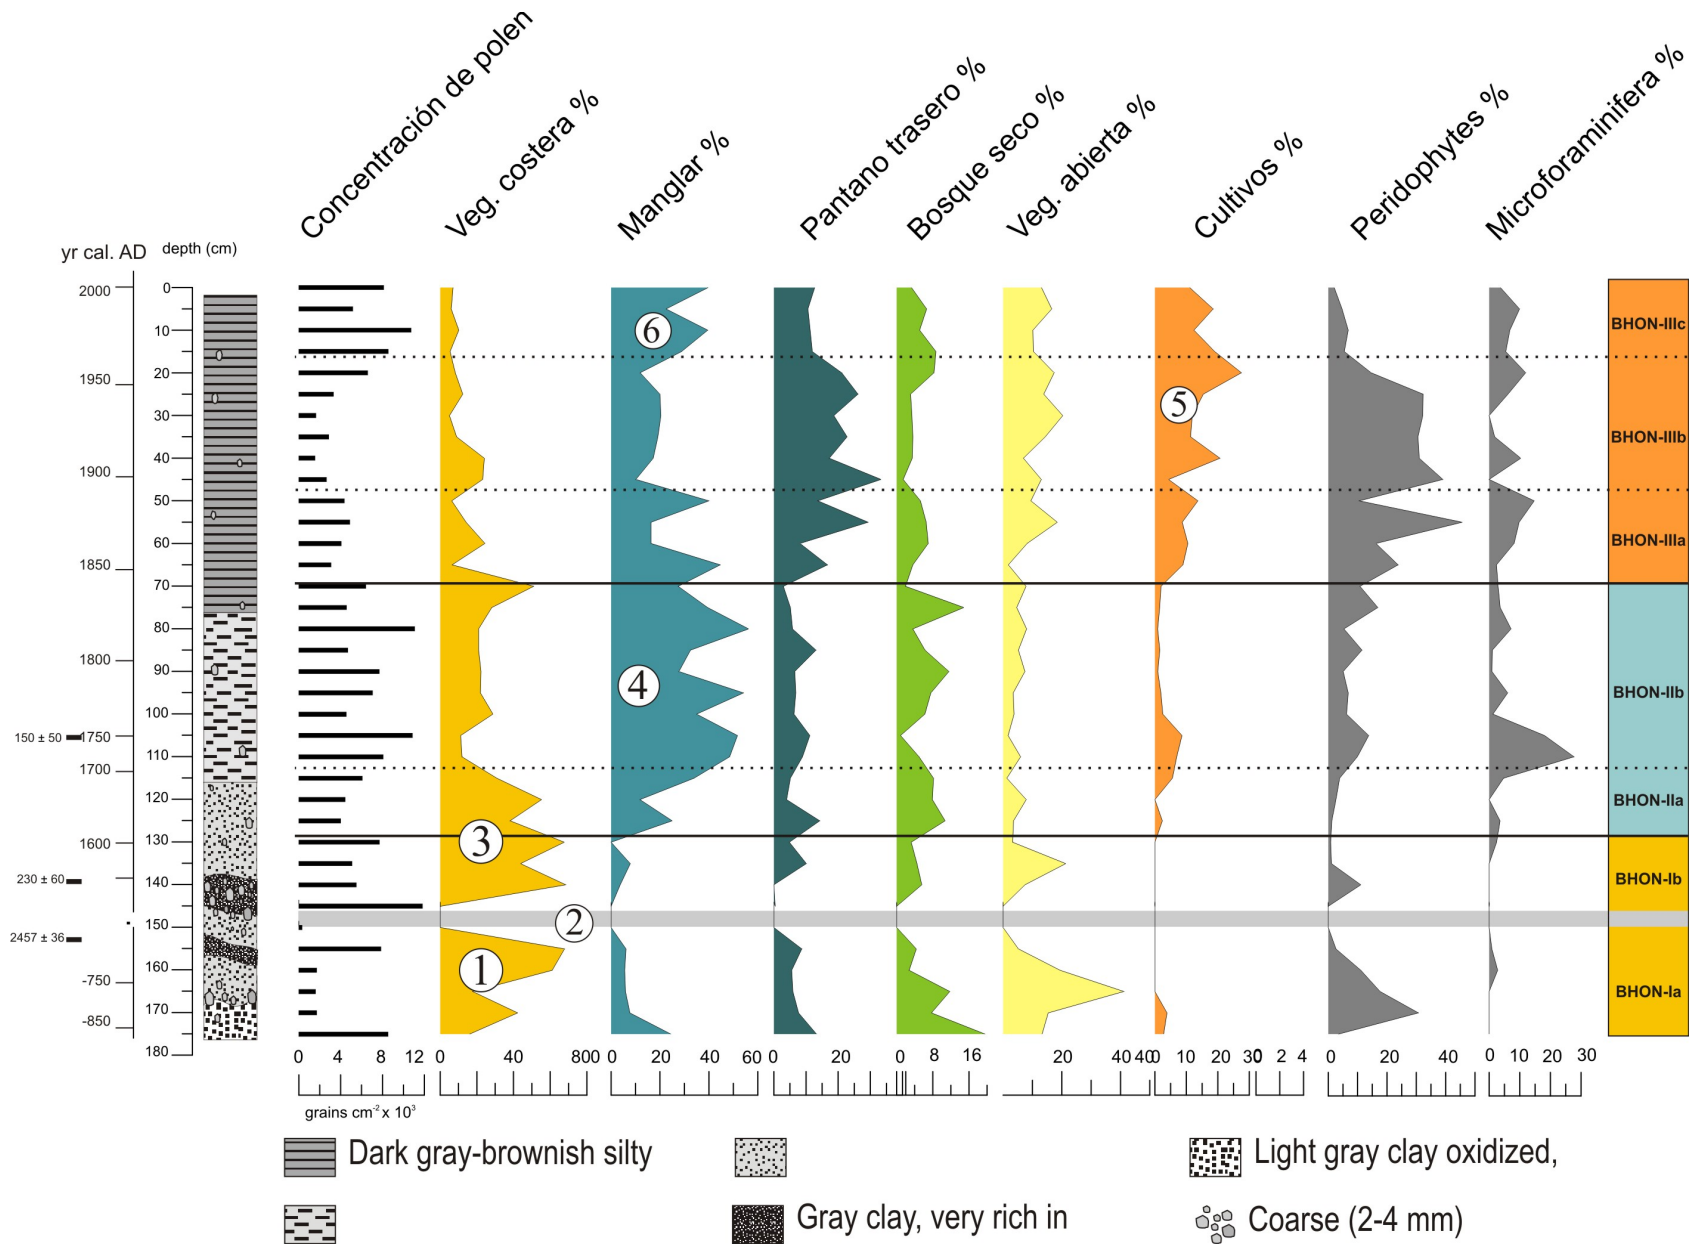 Concentración de polen
Veg. costera %
Manglar %
Pantano trasero %
Bosque seco %
Veg. abierta %
Cultivos %
Peridophytes %
Microforaminifera %
yr cal. AD
depth (cm)
2000
1950
1900
1850
1800
1750
1700
1600
-750
-850
150 ± 50
230 ± 60
2457 ± 36
0
10
20
30
40
50
60
70
80
90
100
110
120
130
140
150
160
170
180
6
5
4
3
2
1
BHON-IIIc
BHON-IIIb
BHON-IIIa
BHON-IIb
BHON-IIa
BHON-Ib
BHON-Ia
0 4 8 12
0 40 800
0 20 40 60
0 20
0 8 16
20 40
400 10 20 30
0 2 4
0 20 40
0 10 20 30
grains cm⁻² x 10³
Dark gray-brownish silty
Light gray clay oxidized,
Gray clay, very rich in
Coarse (2-4 mm)